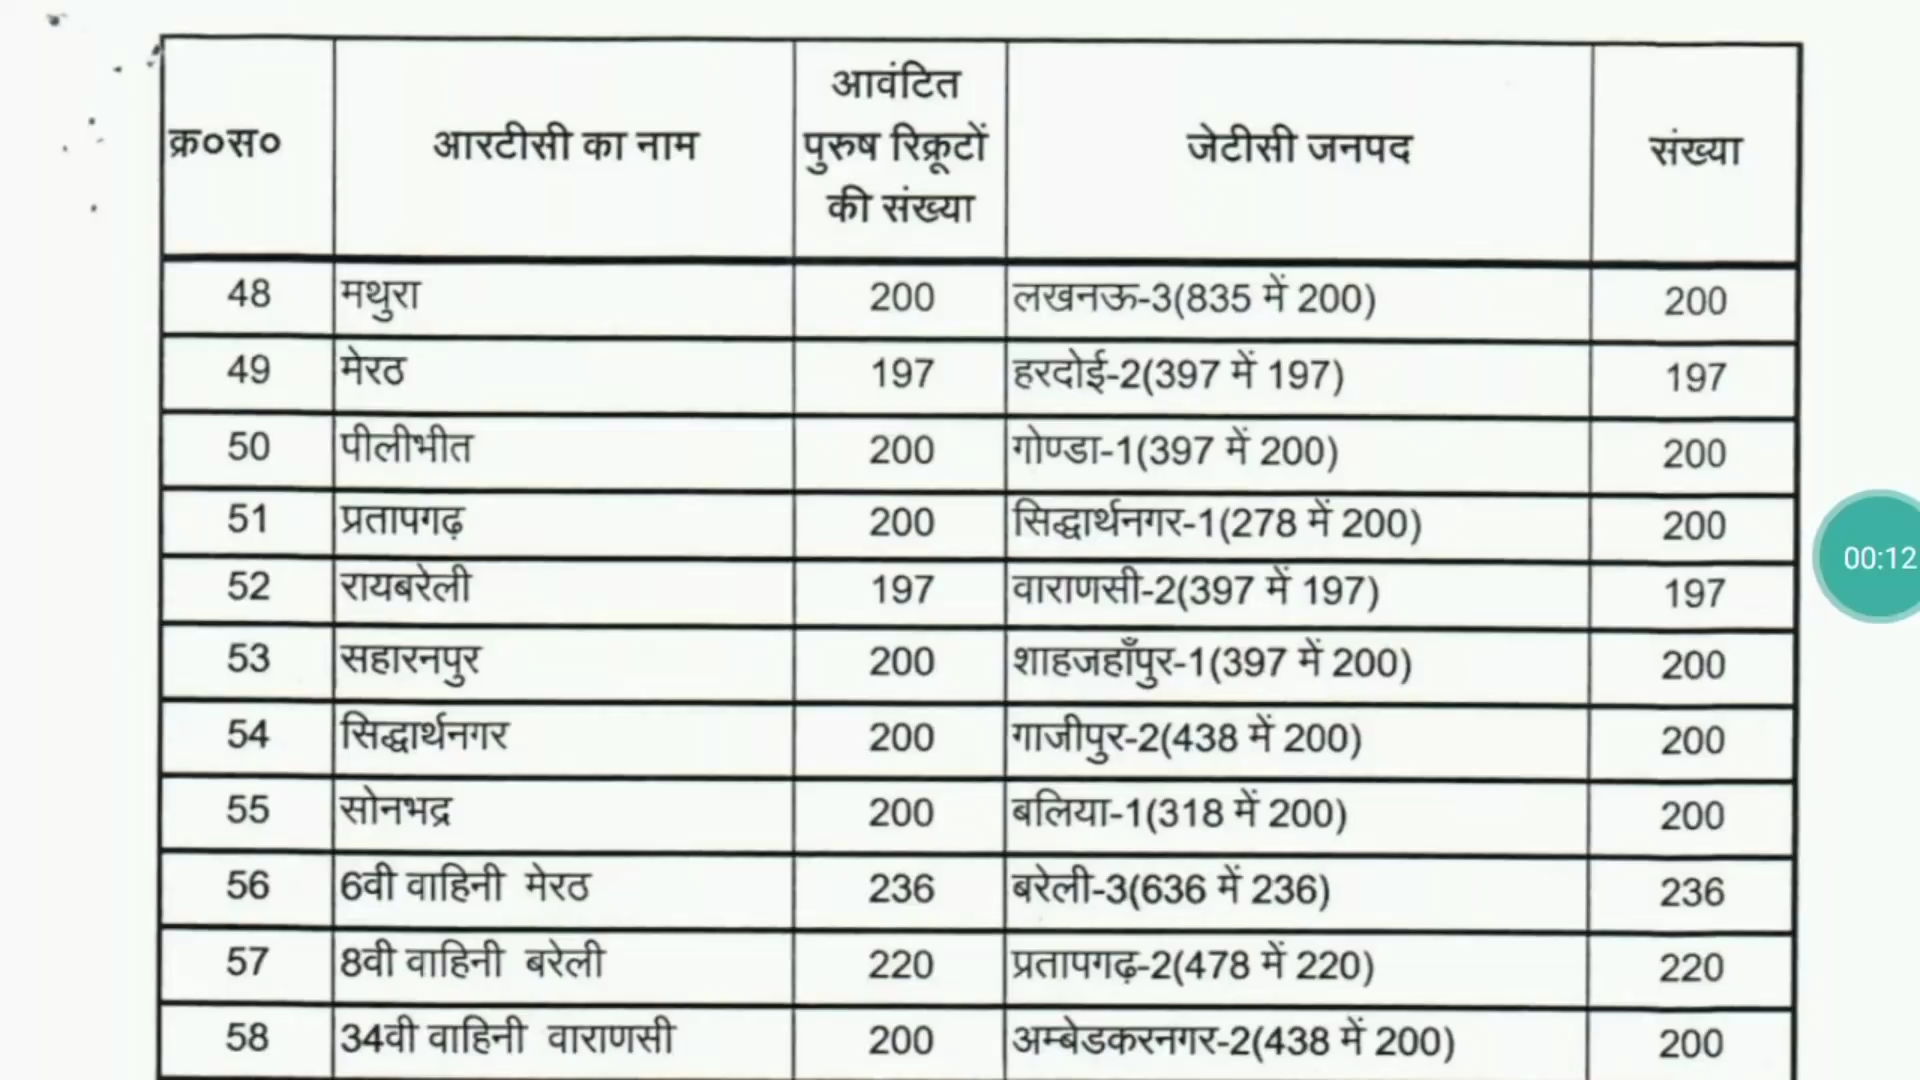 क्र०स० आरटीसी का नाम आवंटित पुरुष रिक्रूटों की संख्या जेटीसी जनपद संख्या
48 मथुरा 200 लखनऊ-3(835 में 200) 200
49 मेरठ 197 हरदोई-2(397 में 197) 197
50 पीलीभीत 200 गोण्डा-1(397 में 200) 200
51 प्रतापगढ़ 200 सिद्धार्थनगर-1(278 में 200) 200
52 रायबरेली 197 वाराणसी-2(397 में 197) 197
53 सहारनपुर 200 शाहजहाँपुर-1(397 में 200) 200
54 सिद्धार्थनगर 200 गाजीपुर-2(438 में 200) 200
55 सोनभद्र 200 बलिया-1(318 में 200) 200
56 6वी वाहिनी मेरठ 236 बरेली-3(636 में 236) 236
57 8वी वाहिनी बरेली 220 प्रतापगढ़-2(478 में 220) 220
58 34वी वाहिनी वाराणसी 200 अम्बेडकरनगर-2(438 में 200) 200
00:12